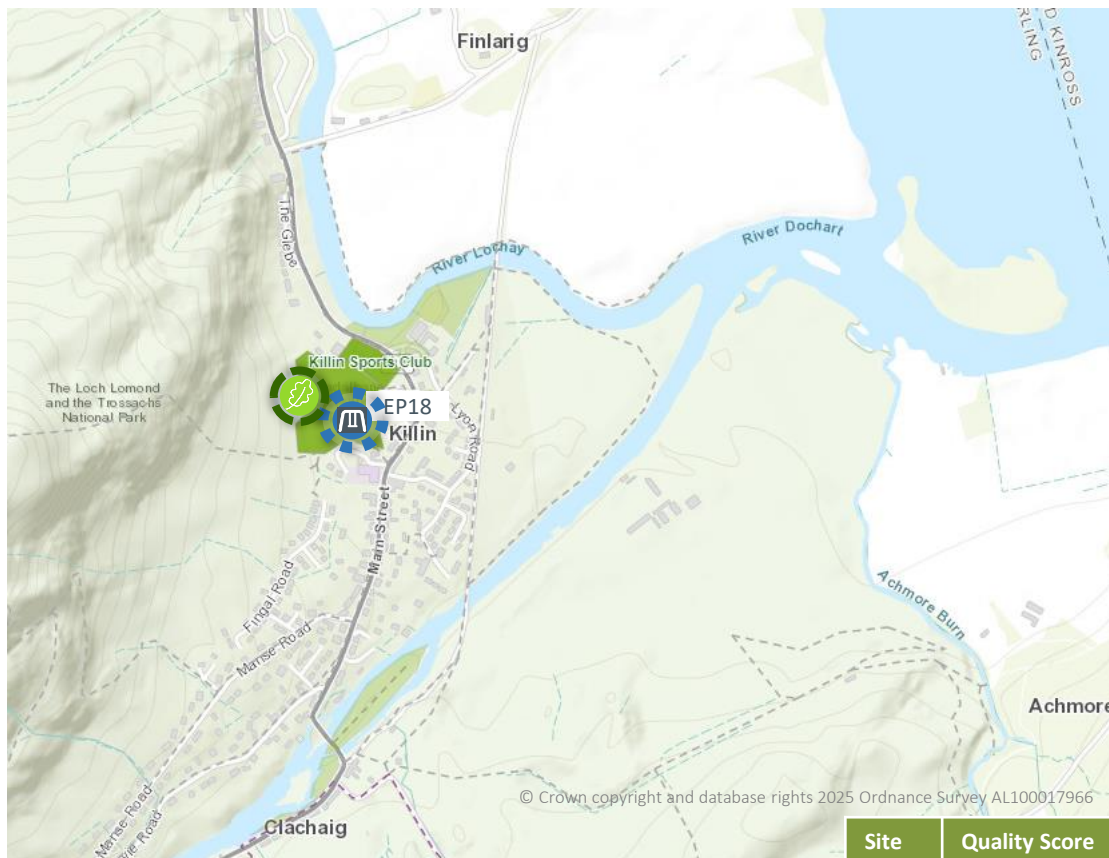 Finlarig
D KINROSS
RLING
The Glebe
River Lochay
River Dochart
Killin Sports Club
The Loch Lomond
and the Trossachs
National Park
EP18
Killin
Lyon Road
Main Street
Fingal Road
Manse Road
Achmore Burn
Achmore
Manse Road
Road
Clachaig
© Crown copyright and database rights 2025 Ordnance Survey AL100017966
Site Quality Score